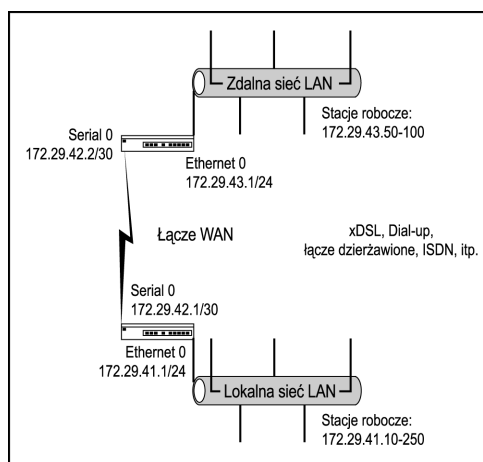 Zdalna sieć LAN
Stacje robocze:
172.29.43.50-100
Serial 0
172.29.42.2/30
Ethernet 0
172.29.43.1/24
Łącze WAN
xDSL, Dial-up,
łącze dzierżawione, ISDN, itp.
Serial 0
172.29.42.1/30
Ethernet 0
172.29.41.1/24
Lokalna sieć LAN
Stacje robocze:
172.29.41.10-250